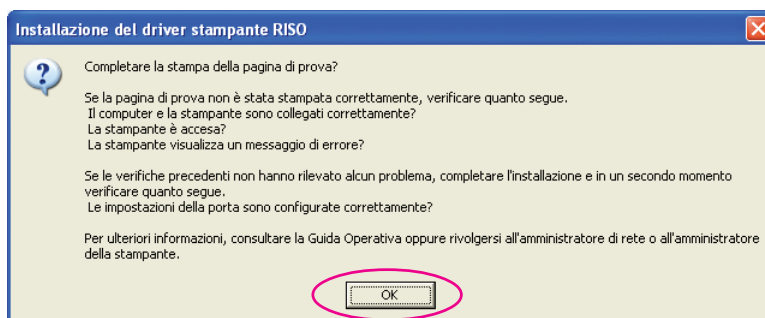 Installazione del driver stampante RISO
Completare la stampa della pagina di prova?
Se la pagina di prova non è stata stampata correttamente, verificare quanto segue.
Il computer e la stampante sono collegati correttamente?
La stampante è accesa?
La stampante visualizza un messaggio di errore?
Se le verifiche precedenti non hanno rilevato alcun problema, completare l'installazione e in un secondo momento
verificare quanto segue.
Le impostazioni della porta sono configurate correttamente?
Per ulteriori informazioni, consultare la Guida Operativa oppure rivolgersi all'amministratore di rete o all'amministratore
della stampante.
OK